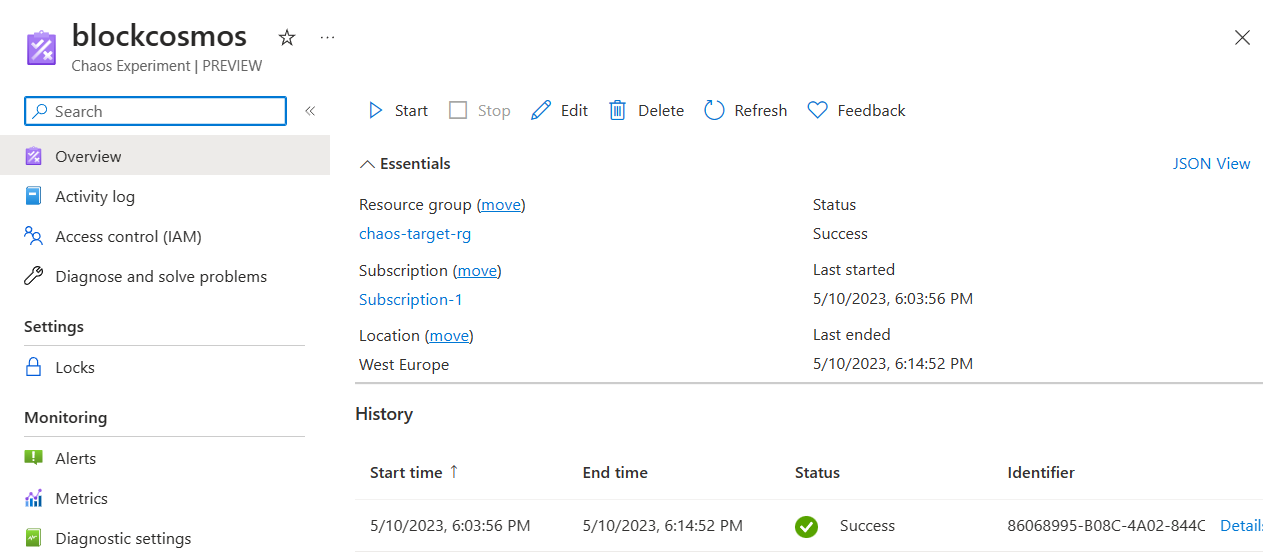 blockcosmos
Chaos Experiment | PREVIEW
Search
Overview
Activity log
Access control (IAM)
Diagnose and solve problems
Settings
Locks
Monitoring
Alerts
Metrics
Diagnostic settings
Start Stop Edit Delete Refresh Feedback
Essentials JSON View
Resource group (move)
chaos-target-rg
Subscription (move)
Subscription-1
Location (move)
West Europe
Status
Success
Last started
5/10/2023, 6:03:56 PM
Last ended
5/10/2023, 6:14:52 PM
History
Start time ↑ End time Status Identifier
5/10/2023, 6:03:56 PM 5/10/2023, 6:14:52 PM Success 86068995-B08C-4A02-844C Details